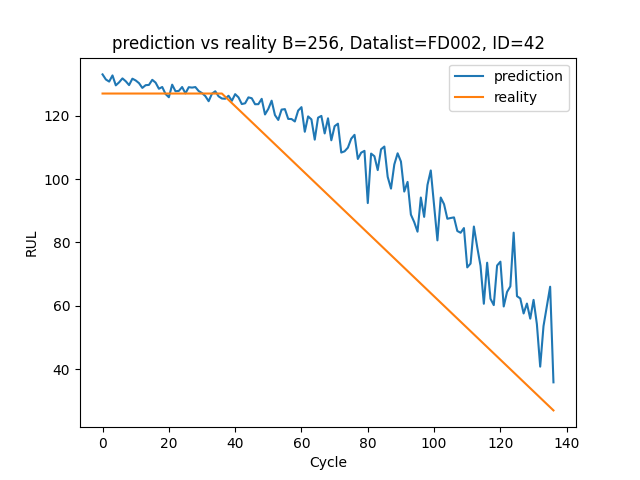 prediction vs reality B=256, Datalist=FD002, ID=42
prediction
reality
RUL
120
100
80
60
40
0 20 40 60 80 100 120 140
Cycle